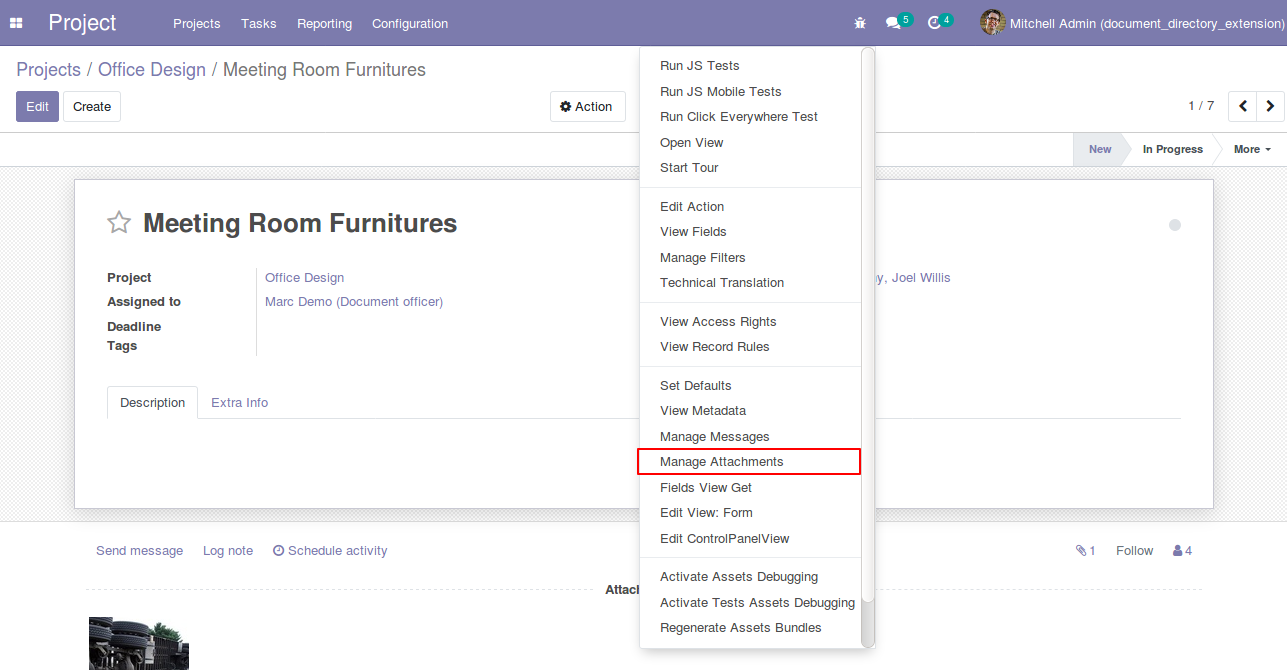 Project
Projects Tasks Reporting Configuration
5
4
Mitchell Admin (document_directory_extension)
Projects / Office Design / Meeting Room Furnitures
Edit Create
Action
1 / 7
New In Progress More
Meeting Room Furnitures
Project Office Design
y, Joel Willis
Assigned to Marc Demo (Document officer)
Deadline
Tags
Description Extra Info
Run JS Tests
Run JS Mobile Tests
Run Click Everywhere Test
Open View
Start Tour
Edit Action
View Fields
Manage Filters
Technical Translation
View Access Rights
View Record Rules
Set Defaults
View Metadata
Manage Messages
Manage Attachments
Fields View Get
Edit View: Form
Edit ControlPanelView
Activate Assets Debugging
Activate Tests Assets Debugging
Regenerate Assets Bundles
Send message Log note Schedule activity
1 Follow 4
Attach